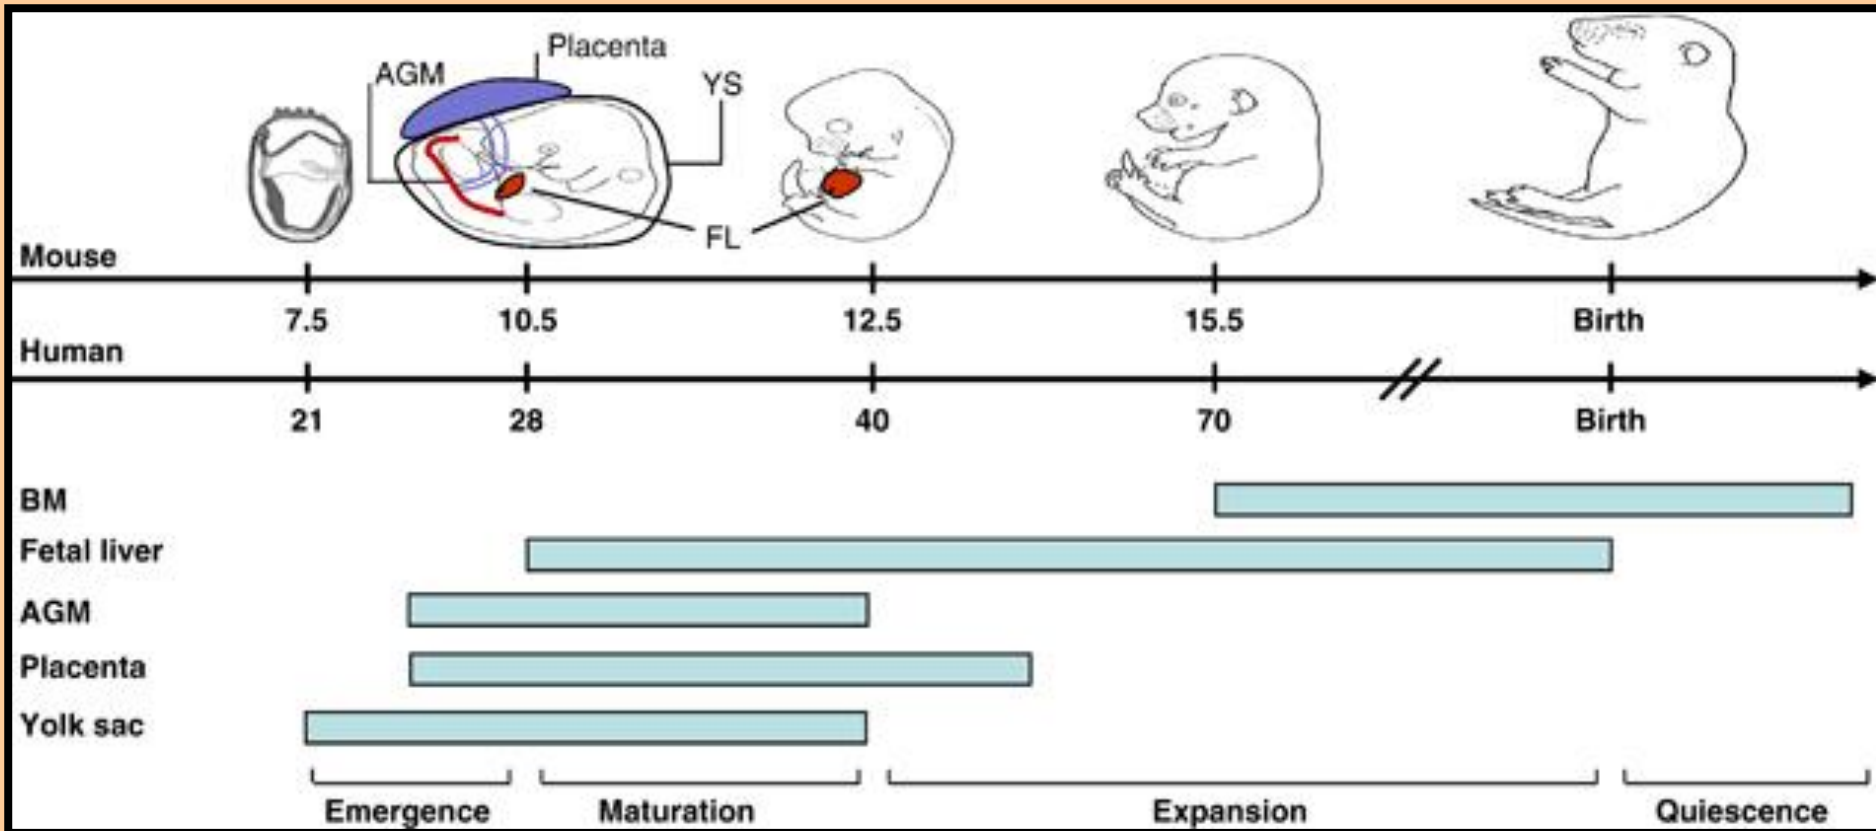 Placenta
AGM
YS
FL
Mouse
7.5 10.5 12.5 15.5 Birth
Human
21 28 40 70 Birth
BM
Fetal liver
AGM
Placenta
Yolk sac
Emergence Maturation Expansion Quiescence